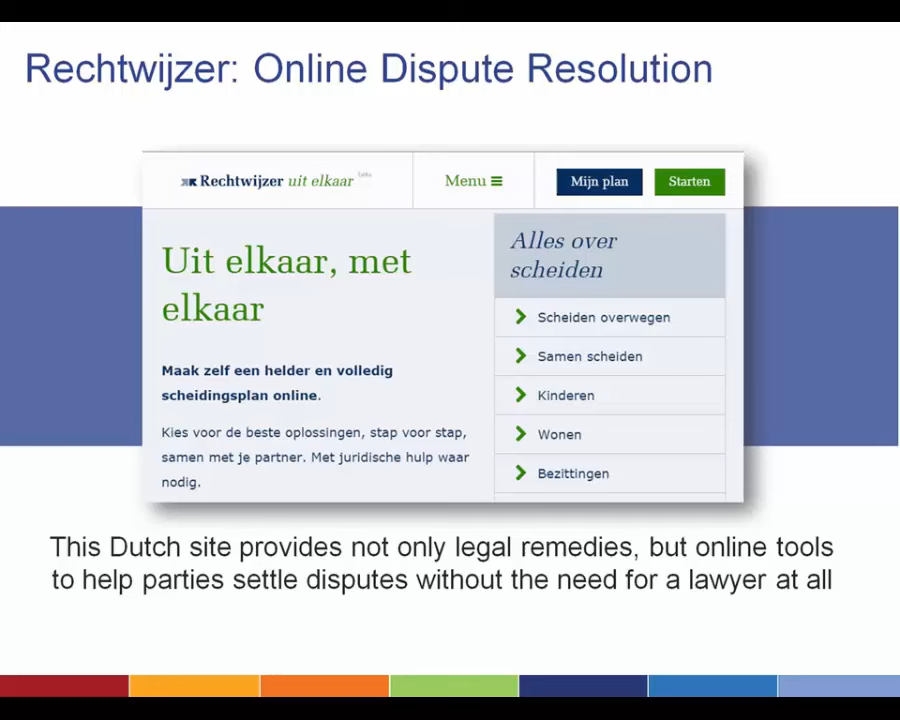 Rechtwijzer: Online Dispute Resolution
Rechtwijzer uit elkaar
Menu
Mijn plan
Starten
Uit elkaar, met
elkaar
Maak zelf een helder en volledig
scheidingsplan online.
Kies voor de beste oplossingen, stap voor stap,
samen met je partner. Met juridische hulp waar
nodig.
Alles over
scheiden
Scheiden overwegen
Samen scheiden
Kinderen
Wonen
Bezittingen
This Dutch site provides not only legal remedies, but online tools
to help parties settle disputes without the need for a lawyer at all